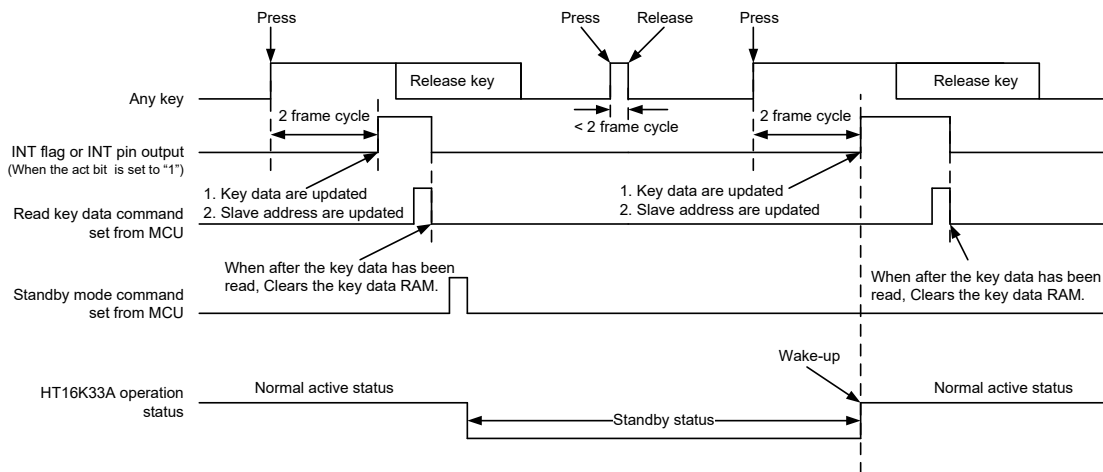 Press
Press
Release
Press
Release key
Release key
Any key
2 frame cycle
< 2 frame cycle
2 frame cycle
INT flag or INT pin output
(When the act bit is set to “1”)
1. Key data are updated
2. Slave address are updated
1. Key data are updated
2. Slave address are updated
Read key data command
set from MCU
When after the key data has been
read, Clears the key data RAM.
When after the key data has been
read, Clears the key data RAM.
Standby mode command
set from MCU
Wake-up
HT16K33A operation
status
Normal active status
Standby status
Normal active status